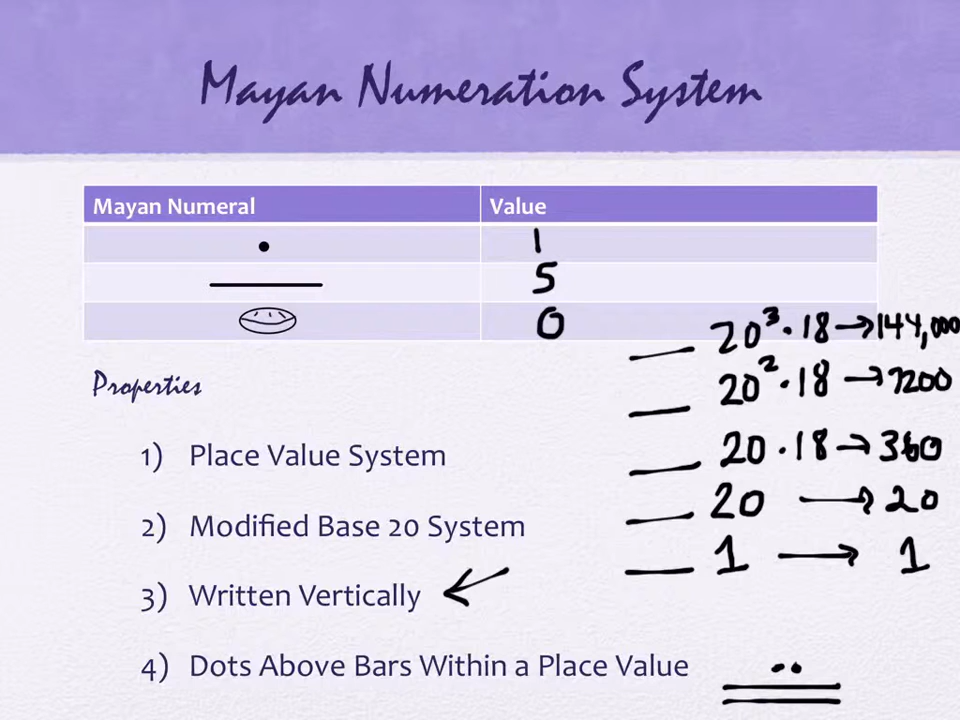 Mayan Numeration System
Mayan Numeral Value
1
5
0
20³·18→144,000
Properties
20²·18→7200
1) Place Value System
20·18→360
20→20
2) Modified Base 20 System
1→1
3) Written Vertically
4) Dots Above Bars Within a Place Value